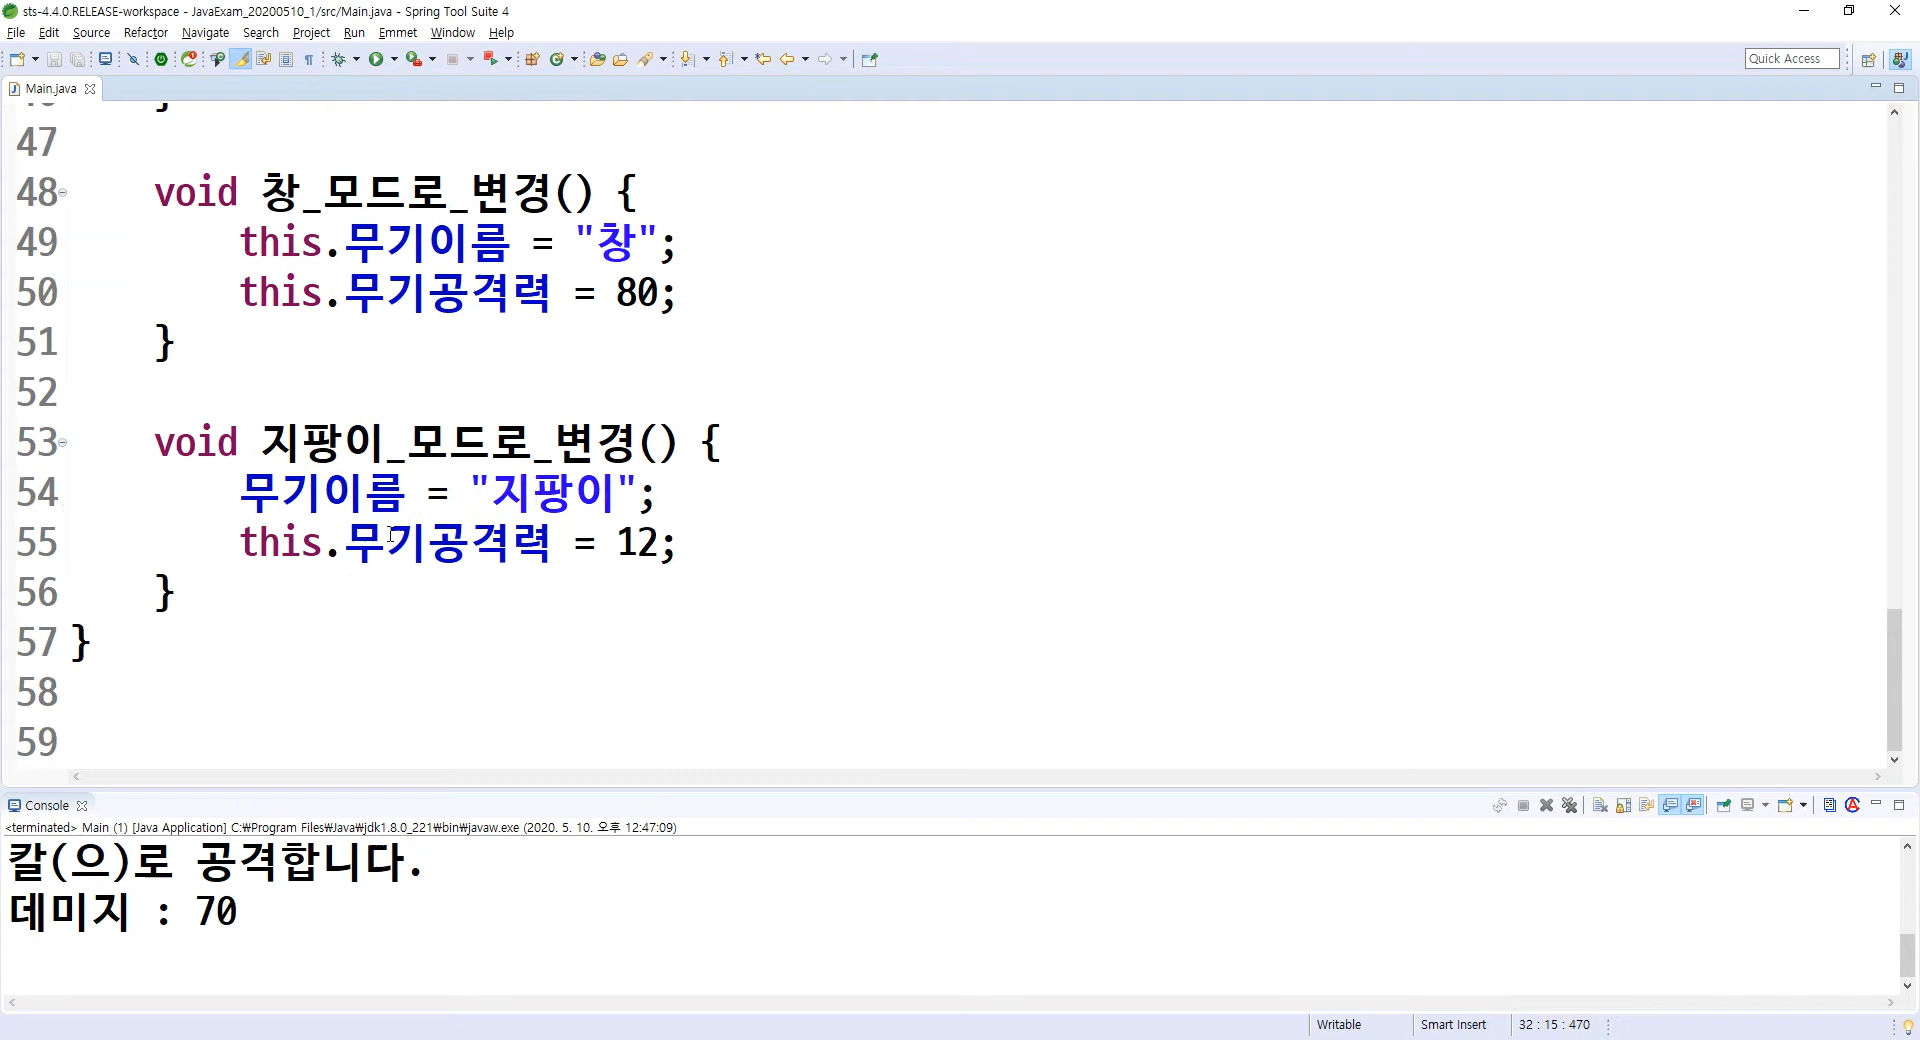 sts-4.4.0.RELEASE-workspace - JavaExam_20200510_1/src/Main.java - Spring Tool Suite 4
File Edit Source Refactor Navigate Search Project Run Emmet Window Help
Quick Access
Main.java
47
48 void 창_모드로_변경() {
49 this.무기이름 = "창";
50 this.무기공격력 = 80;
51 }
52
53 void 지팡이_모드로_변경() {
54 무기이름 = "지팡이";
55 this.무기공격력 = 12;
56 }
57 }
58
59
Console
<terminated> Main (1) [Java Application] C:₩Program Files₩Java₩jdk1.8.0_221₩bin₩javaw.exe (2020. 5. 10. 오후 12:47:09)
칼(으)로 공격합니다.
데미지 : 70
Writable Smart Insert 32 : 15 : 470